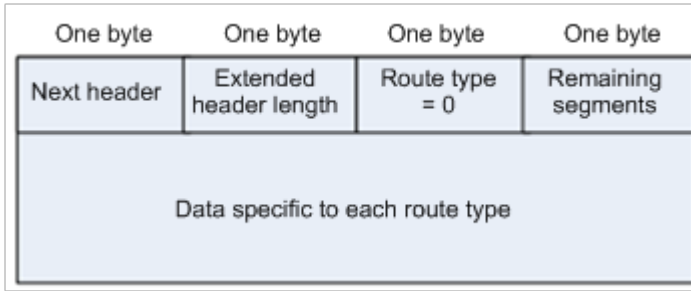 One byte One byte One byte One byte
Next header
Extended
header length
Route type
= 0
Remaining
segments
Data specific to each route type